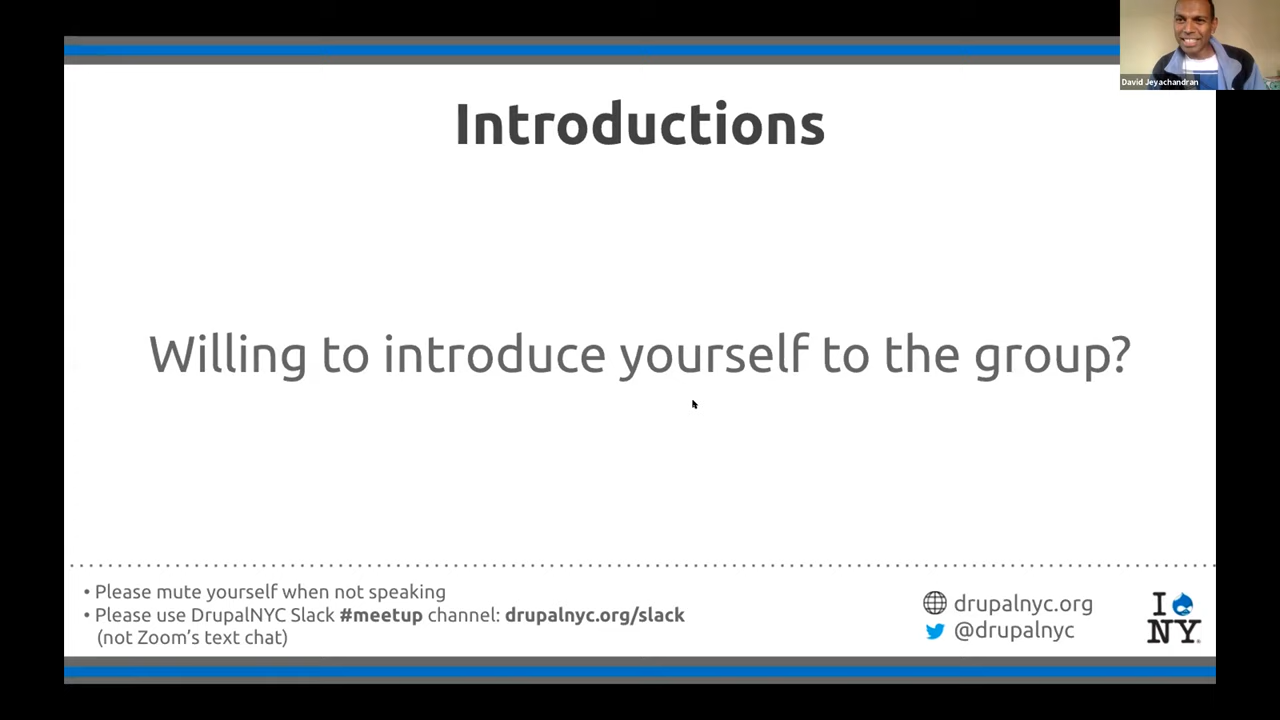 David Jeyachandran
Introductions
Willing to introduce yourself to the group?
• Please mute yourself when not speaking
• Please use DrupalNYC Slack #meetup channel: drupalnyc.org/slack
(not Zoom's text chat)
drupalnyc.org
@drupalnyc
I
NY